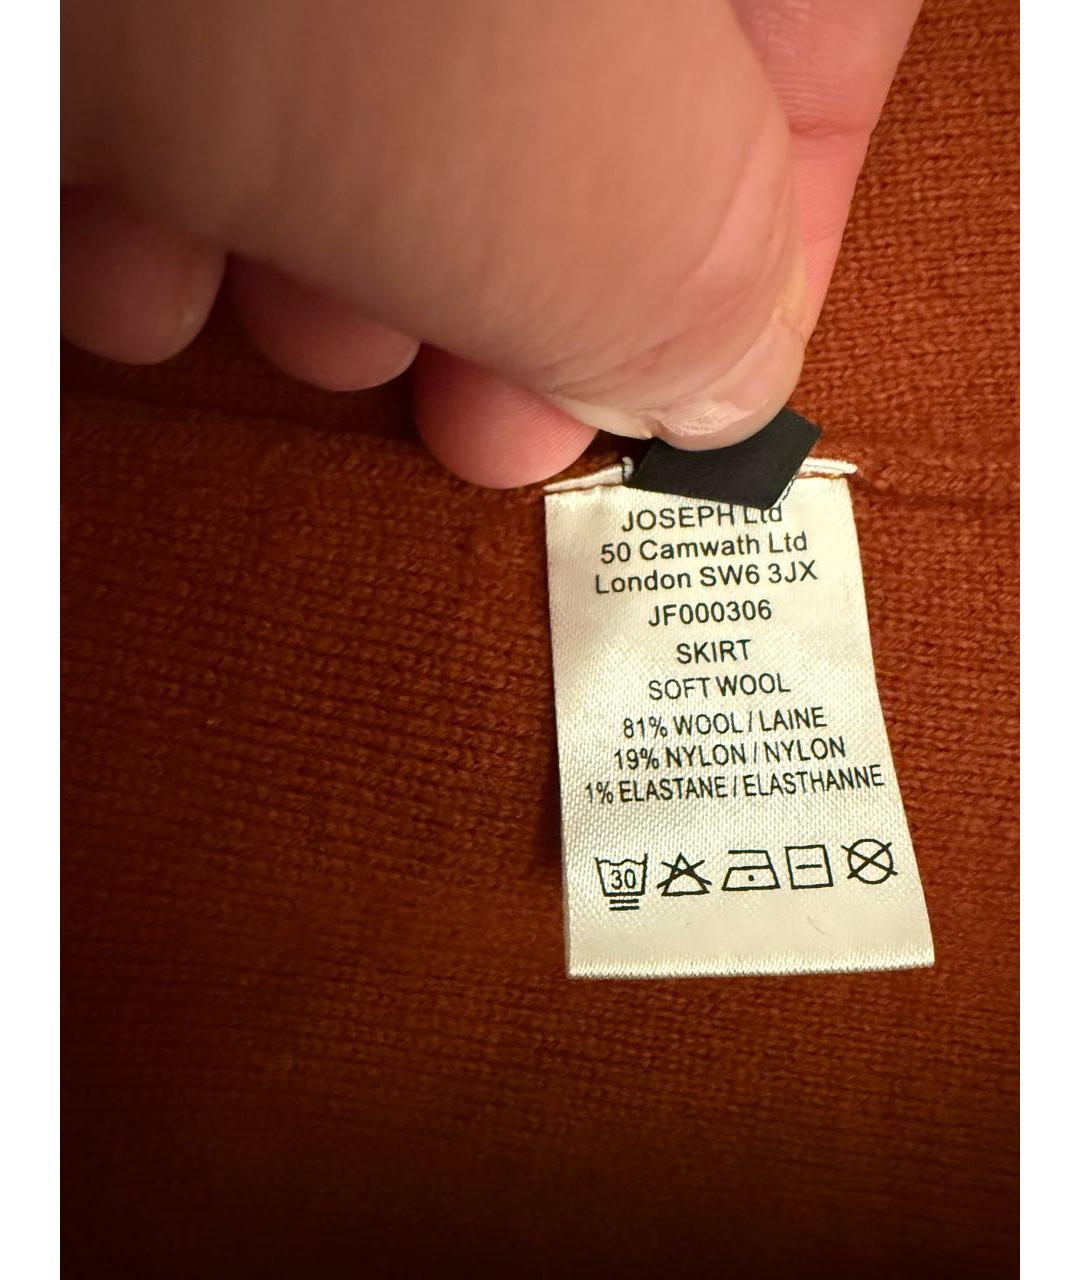 JOSEPH Ltd
50 Camwath Ltd
London SW6 3JX
JF000306
SKIRT
SOFT WOOL
81% WOOL / LAINE
19% NYLON / NYLON
1% ELASTANE / ELASTHANNE
30